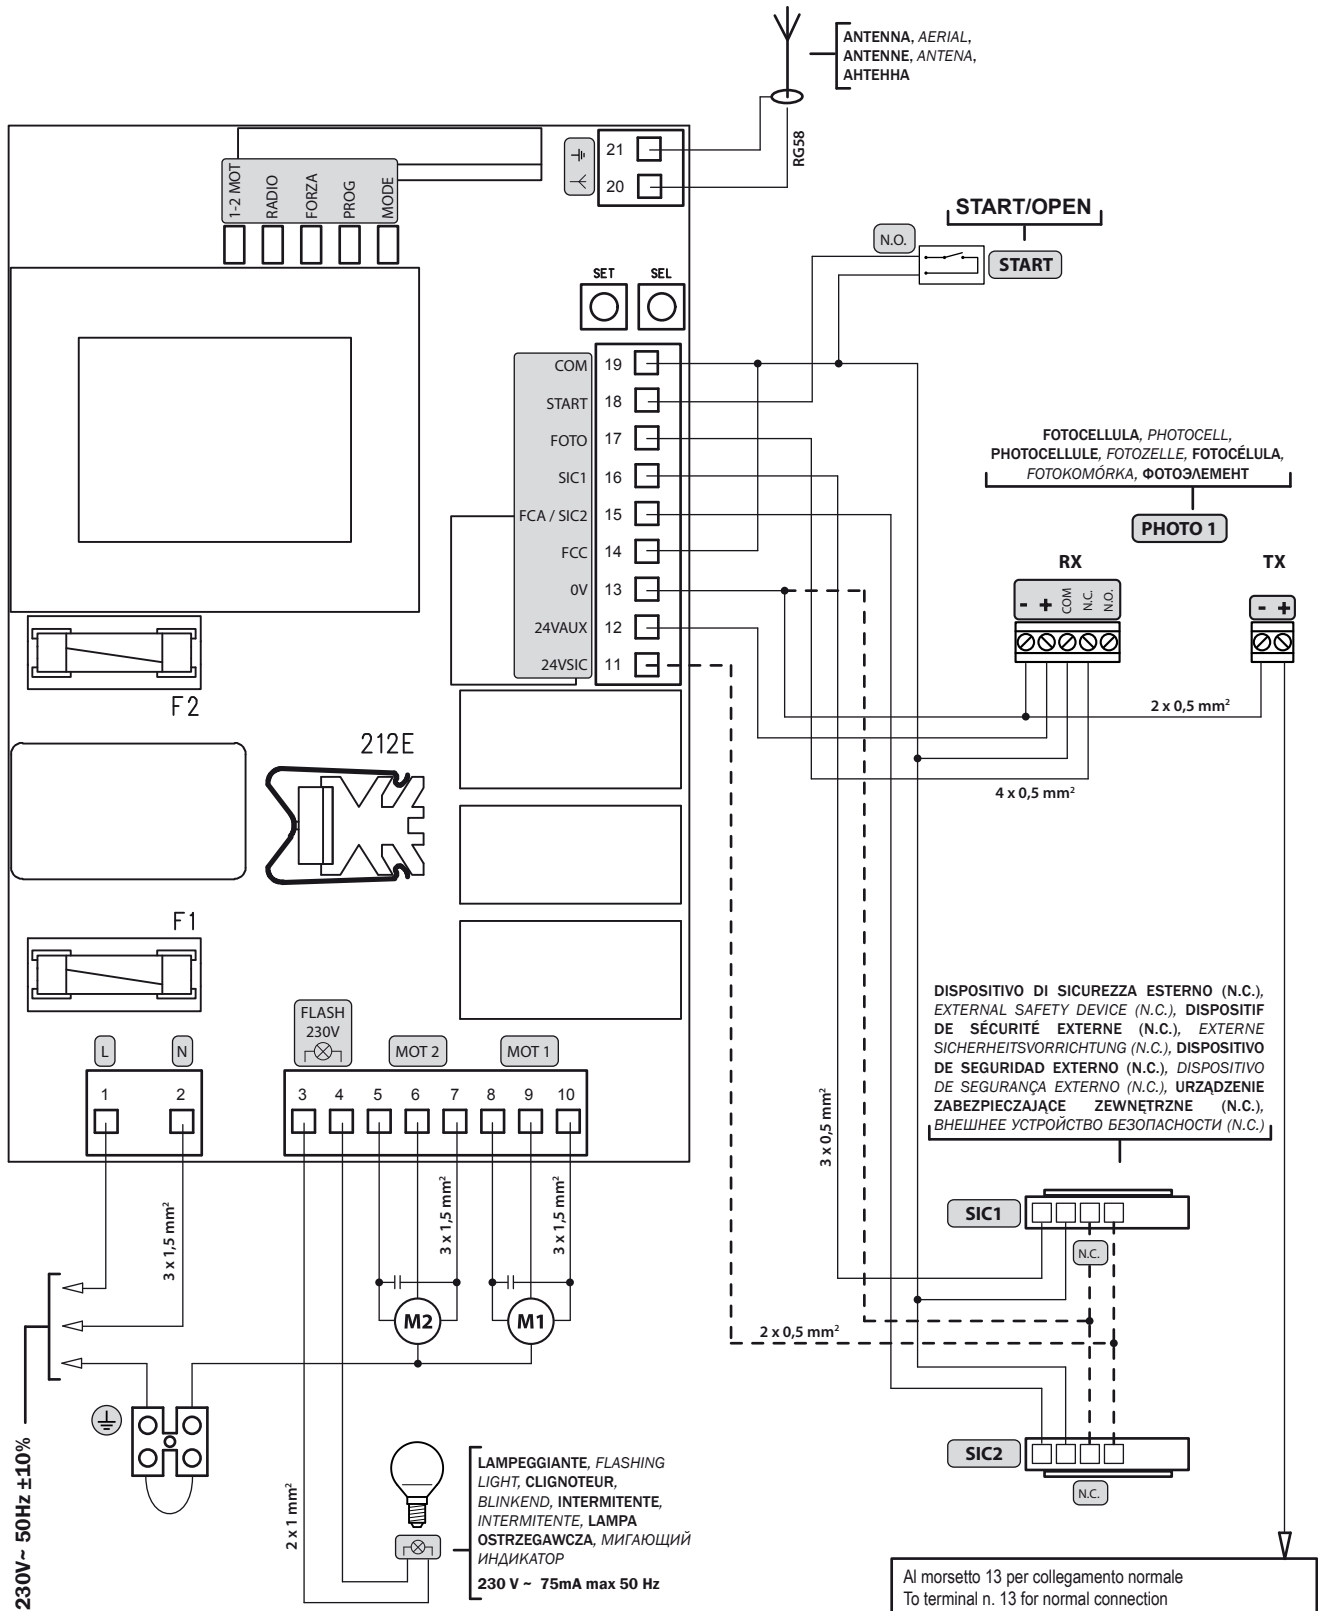 ANTENNA, AERIAL,
ANTENNE, ANTENA,
АНТЕННА
RG58
21
20
1-2 MOT
RADIO
FORZA
PROG
MODE
START/OPEN
N.O.
START
SET
SEL
COM 19
START 18
FOTO 17
SIC1 16
FCA / SIC2 15
FCC 14
0V 13
24VAUX 12
24VSIC 11
FOTOCELLULA, PHOTOCELL,
PHOTOCELLULE, FOTOZELLE, FOTOCÉLULA,
FOTOKOMÓRKA, ФОТОЭЛЕМЕНТ
PHOTO 1
RX
TX
- + COM N.C. N.O.
- +
2 x 0,5 mm²
4 x 0,5 mm²
F2
212E
F1
L
N
1
2
FLASH
230V
MOT 2
MOT 1
3 4 5 6 7 8 9 10
3 x 1,5 mm²
3 x 1,5 mm²
3 x 1,5 mm²
M2
M1
3 x 0,5 mm²
2 x 0,5 mm²
DISPOSITIVO DI SICUREZZA ESTERNO (N.C.),
EXTERNAL SAFETY DEVICE (N.C.), DISPOSITIF
DE SÉCURITÉ EXTERNE (N.C.), EXTERNE
SICHERHEITSVORRICHTUNG (N.C.), DISPOSITIVO
DE SEGURIDAD EXTERNO (N.C.), DISPOSITIVO
DE SEGURANÇA EXTERNO (N.C.), URZĄDZENIE
ZABEZPIECZAJĄCE ZEWNĘTRZNE (N.C.),
ВНЕШНЕЕ УСТРОЙСТВО БЕЗОПАСНОСТИ (N.C.)
SIC1
N.C.
SIC2
N.C.
230V~ 50Hz ±10%
2 x 1 mm²
LAMPEGGIANTE, FLASHING
LIGHT, CLIGNOTEUR,
BLINKEND, INTERMITENTE,
INTERMITENTE, LAMPA
OSTRZEGAWCZA, МИГАЮЩИЙ
ИНДИКАТОР
230 V ~ 75mA max 50 Hz
Al morsetto 13 per collegamento normale
To terminal n. 13 for normal connection